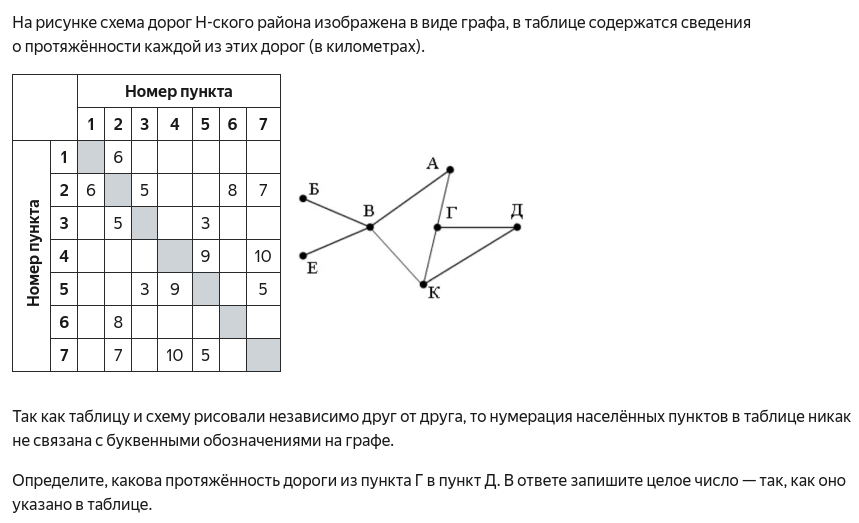 На рисунке схема дорог Н-ского района изображена в виде графа, в таблице содержатся сведения
о протяжённости каждой из этих дорог (в километрах).
Номер пункта
1 2 3 4 5 6 7
Номер пункта
1 6
2 6 5 8 7
3 5 3
4 9 10
5 3 9 5
6 8
7 7 10 5
А
Б
В
Г
Д
Е
К
Так как таблицу и схему рисовали независимо друг от друга, то нумерация населённых пунктов в таблице никак
не связана с буквенными обозначениями на графе.
Определите, какова протяжённость дороги из пункта Г в пункт Д. В ответе запишите целое число — так, как оно
указано в таблице.